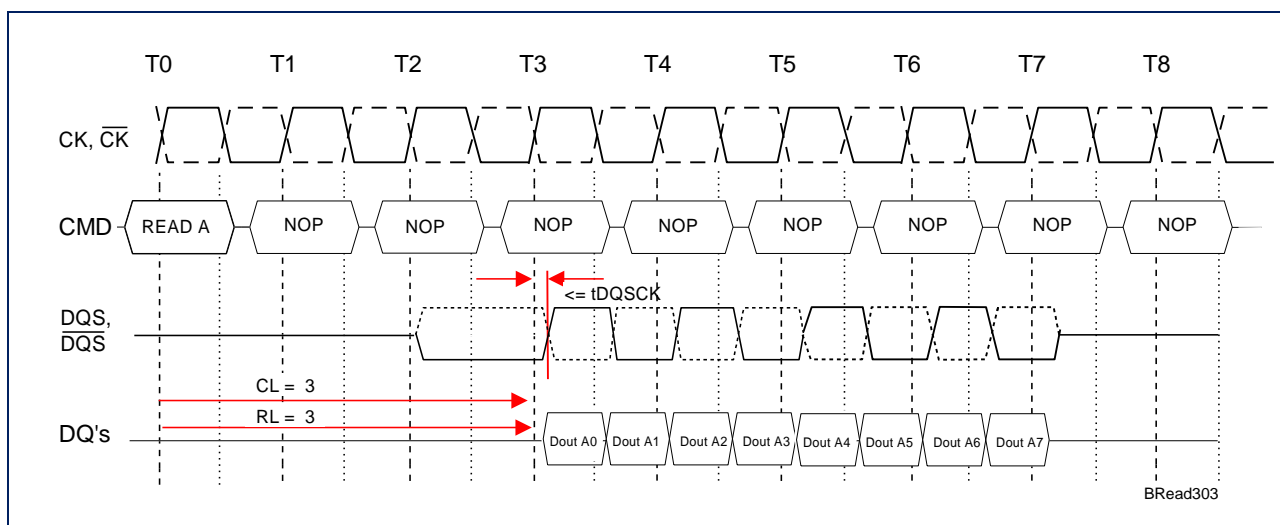 T0 T1 T2 T3 T4 T5 T6 T7 T8
CK, CK
CMD READ A NOP NOP NOP NOP NOP NOP NOP NOP
<= tDQSCK
DQS,
DQS
CL = 3
RL = 3
DQ's Dout A0 Dout A1 Dout A2 Dout A3 Dout A4 Dout A5 Dout A6 Dout A7
BRead303